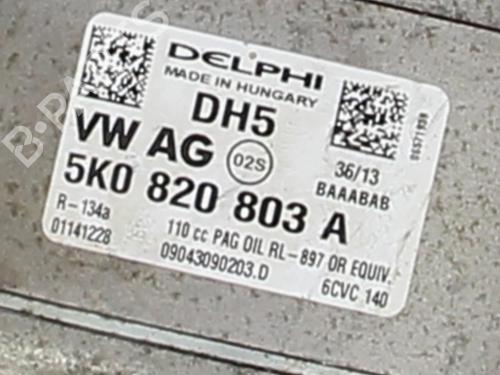 DELPHI
MADE IN HUNGARY
DH5
VW AG 02S
36/13
BAAABAB
5K0 820 803 A
R-134a
110 cc PAG OIL RL-897 OR EQUIV.
01141228
09043090203.D
6CVC 140
B-PARTS